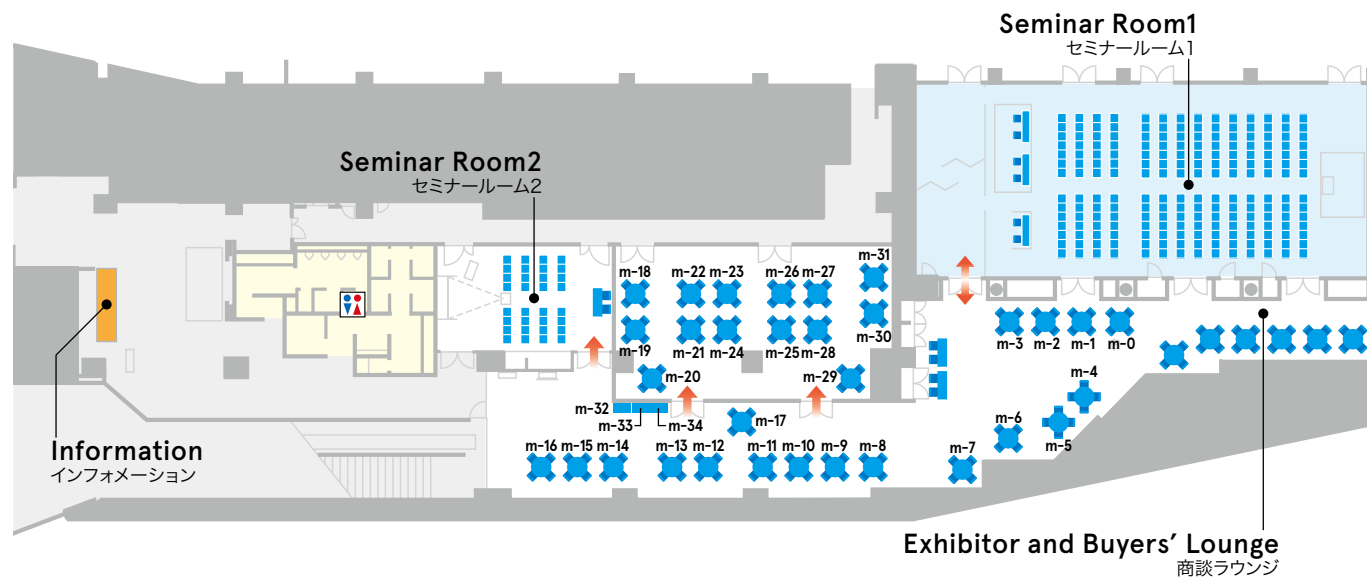 Seminar Room1
セミナールーム1
Seminar Room2
セミナールーム2
m-31
m-18
m-22
m-23
m-26
m-27
m-30
m-19
m-21
m-24
m-25
m-28
m-3
m-2
m-1
m-0
m-20
m-29
m-4
m-32
m-33
m-34
m-17
m-6
m-5
m-16
m-15
m-14
m-13
m-12
m-11
m-10
m-9
m-8
m-7
Information
インフォメーション
Exhibitor and Buyers’ Lounge
商談ラウンジ